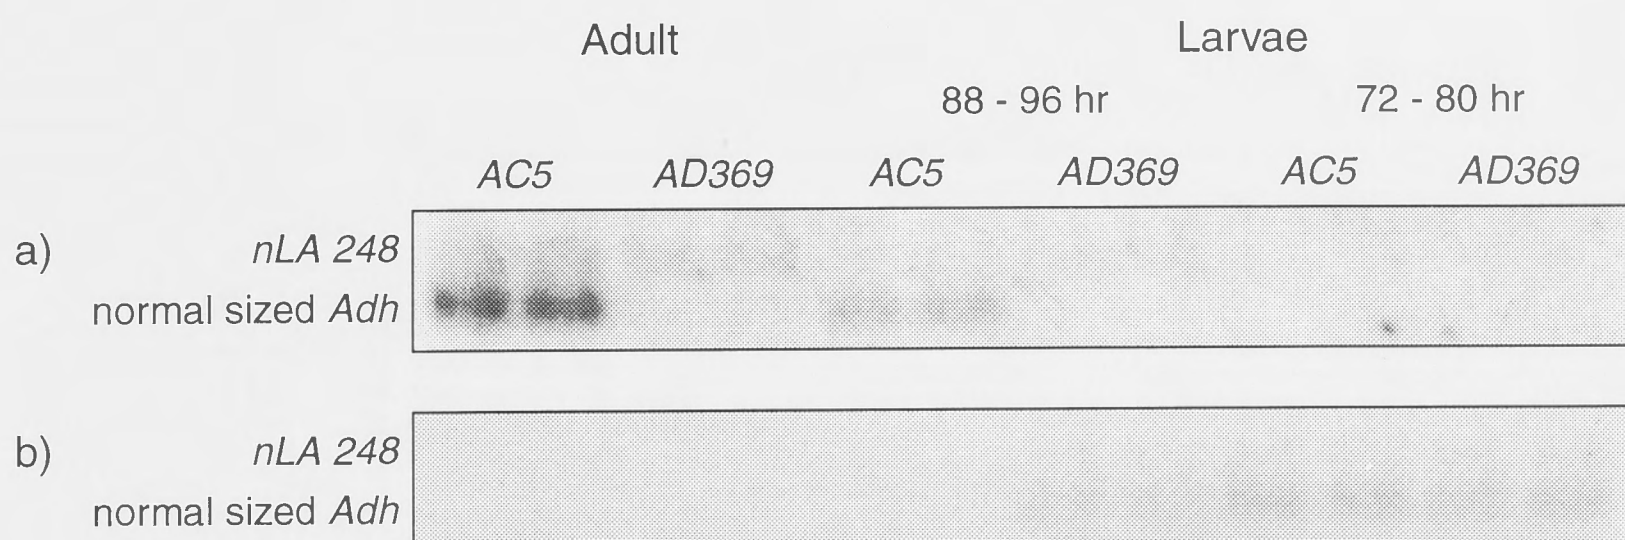 Adult Larvae
88 - 96 hr 72 - 80 hr
AC5 AD369 AC5 AD369 AC5 AD369
a) nLA 248
normal sized Adh
b) nLA 248
normal sized Adh